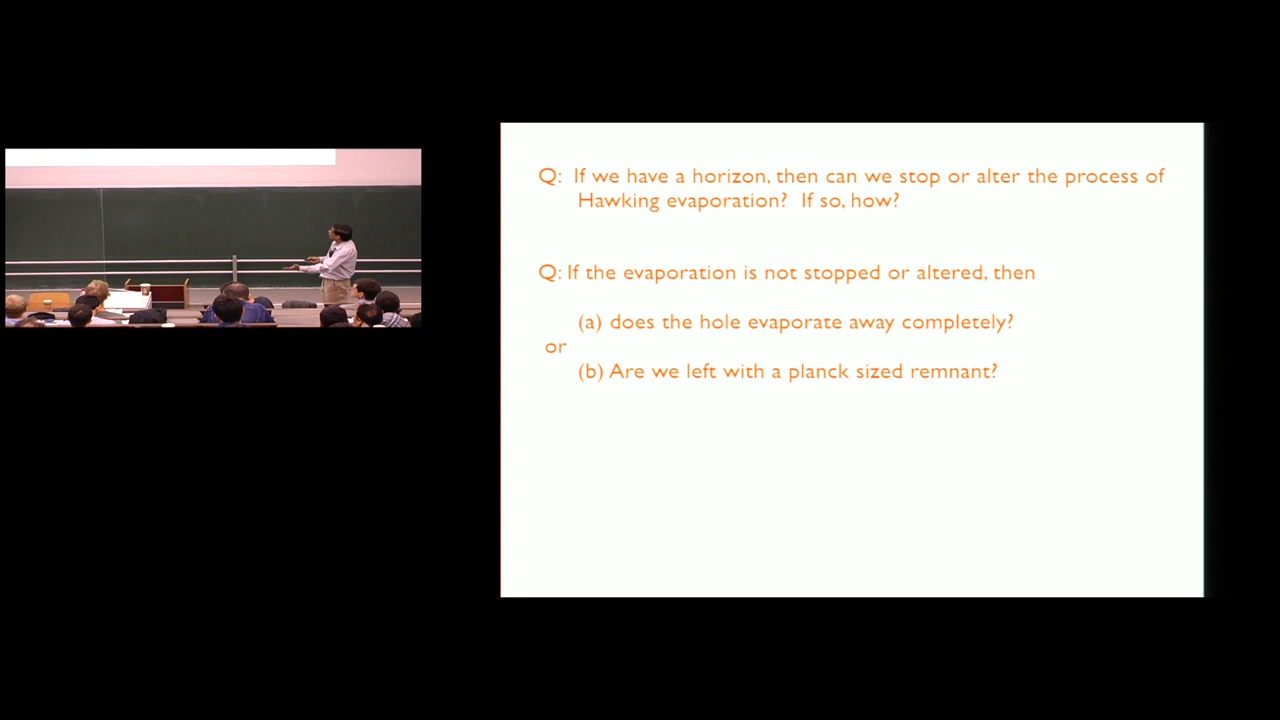 Q: If we have a horizon, then can we stop or alter the process of
Hawking evaporation? If so, how?
Q: If the evaporation is not stopped or altered, then
(a) does the hole evaporate away completely?
or
(b) Are we left with a planck sized remnant?